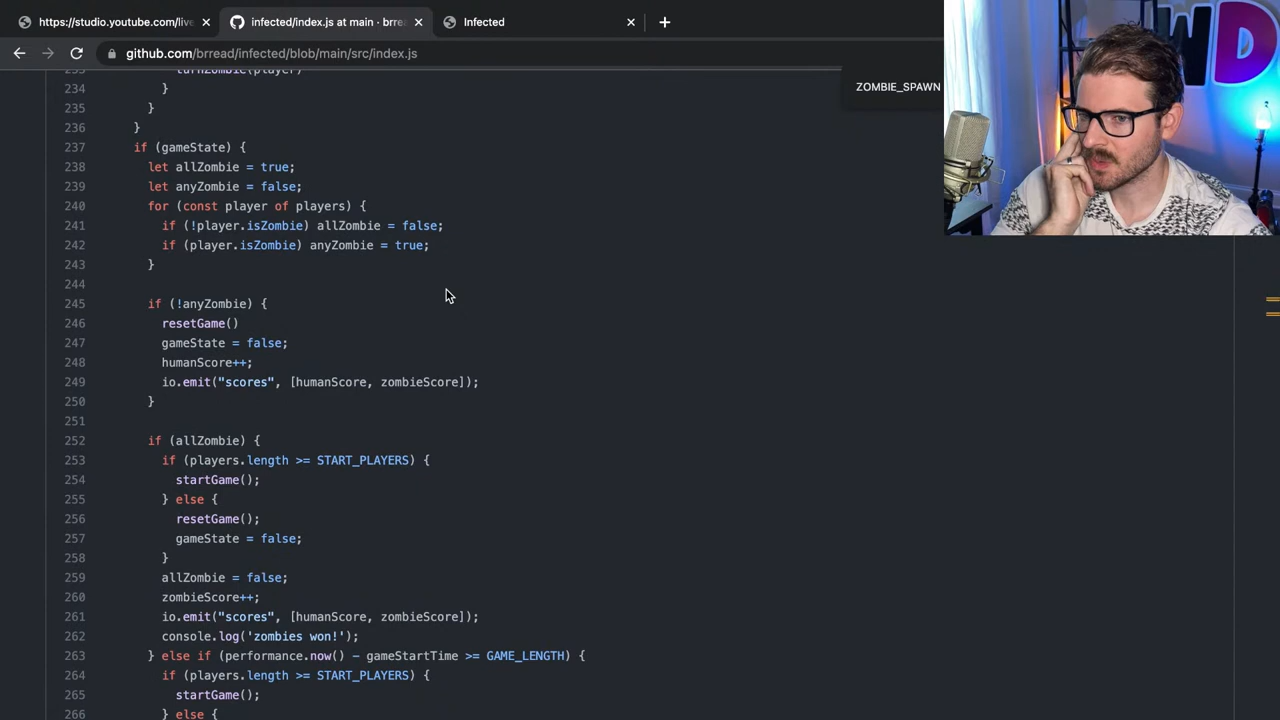 https://studio.youtube.com/live
infected/index.js at main · brrea
Infected
github.com/brread/infected/blob/main/src/index.js
ZOMBIE_SPAWN
WD
233 turnZombie(player)
234 }
235 }
236 }
237 if (gameState) {
238 let allZombie = true;
239 let anyZombie = false;
240 for (const player of players) {
241 if (!player.isZombie) allZombie = false;
242 if (player.isZombie) anyZombie = true;
243 }
244
245 if (!anyZombie) {
246 resetGame()
247 gameState = false;
248 humanScore++;
249 io.emit("scores", [humanScore, zombieScore]);
250 }
251
252 if (allZombie) {
253 if (players.length >= START_PLAYERS) {
254 startGame();
255 } else {
256 resetGame();
257 gameState = false;
258 }
259 allZombie = false;
260 zombieScore++;
261 io.emit("scores", [humanScore, zombieScore]);
262 console.log('zombies won!');
263 } else if (performance.now() - gameStartTime >= GAME_LENGTH) {
264 if (players.length >= START_PLAYERS) {
265 startGame();
266 } else {